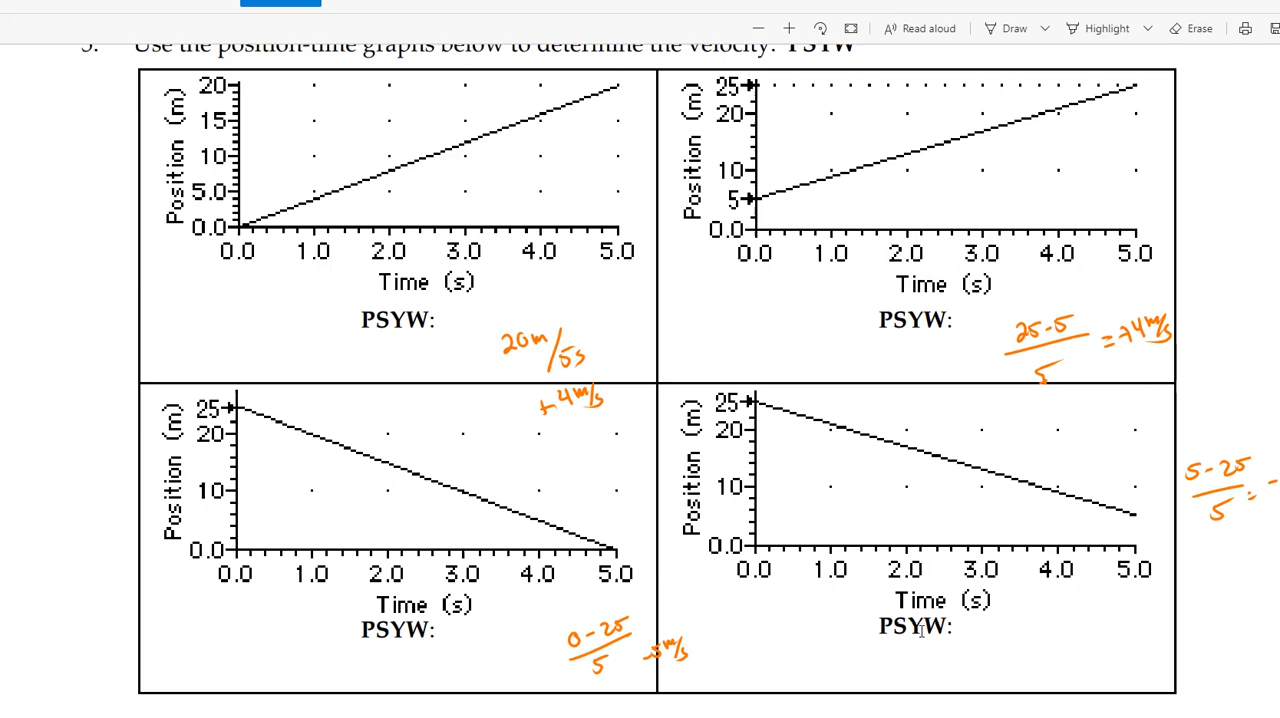 Read aloud
Draw
Highlight
Erase
Use the position-time graphs below to determine the velocity. PSYW
20
15
10
5.0
0.0
Position (m)
0.0 1.0 2.0 3.0 4.0 5.0
Time (s)
PSYW:
20m/5s
+4m/s
25
20
10
5
0.0
Position (m)
0.0 1.0 2.0 3.0 4.0 5.0
Time (s)
PSYW:
25-5
5
=+4m/s
25
20
10
0.0
Position (m)
0.0 1.0 2.0 3.0 4.0 5.0
Time (s)
PSYW:
0-25
5
-5m/s
25
20
10
0.0
Position (m)
0.0 1.0 2.0 3.0 4.0 5.0
Time (s)
PSYW:
5-25
5
= -